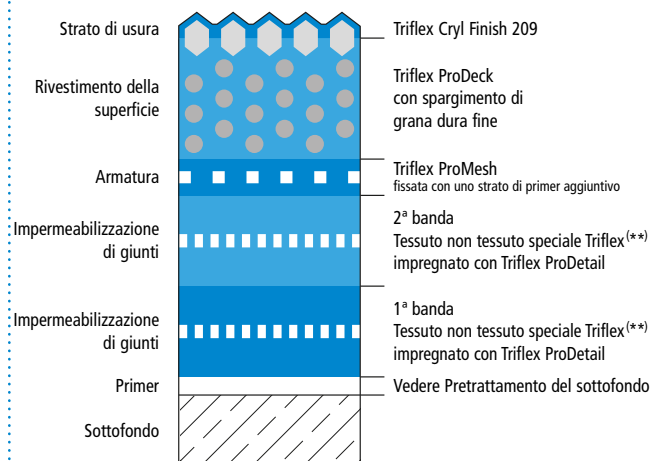 Strato di usura
Triflex Cryl Finish 209
Rivestimento della
superficie
Triflex ProDeck
con spargimento di
grana dura fine
Armatura
Triflex ProMesh
fissata con uno strato di primer aggiuntivo
Impermeabilizzazione
di giunti
2ª banda
Tessuto non tessuto speciale Triflex(**)
impregnato con Triflex ProDetail
Impermeabilizzazione
di giunti
1ª banda
Tessuto non tessuto speciale Triflex(**)
impregnato con Triflex ProDetail
Primer
Vedere Pretrattamento del sottofondo
Sottofondo